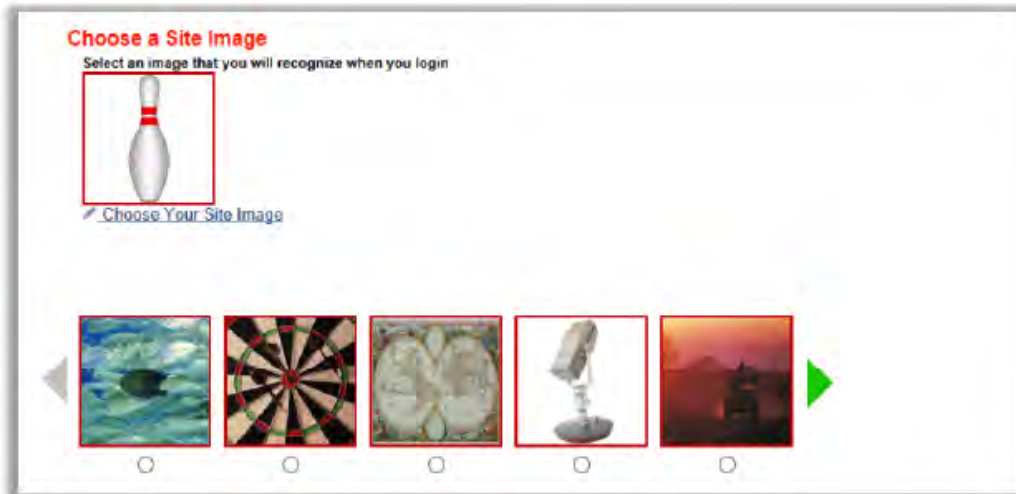 Choose a Site Image
Select an image that you will recognize when you login
Choose Your Site Image